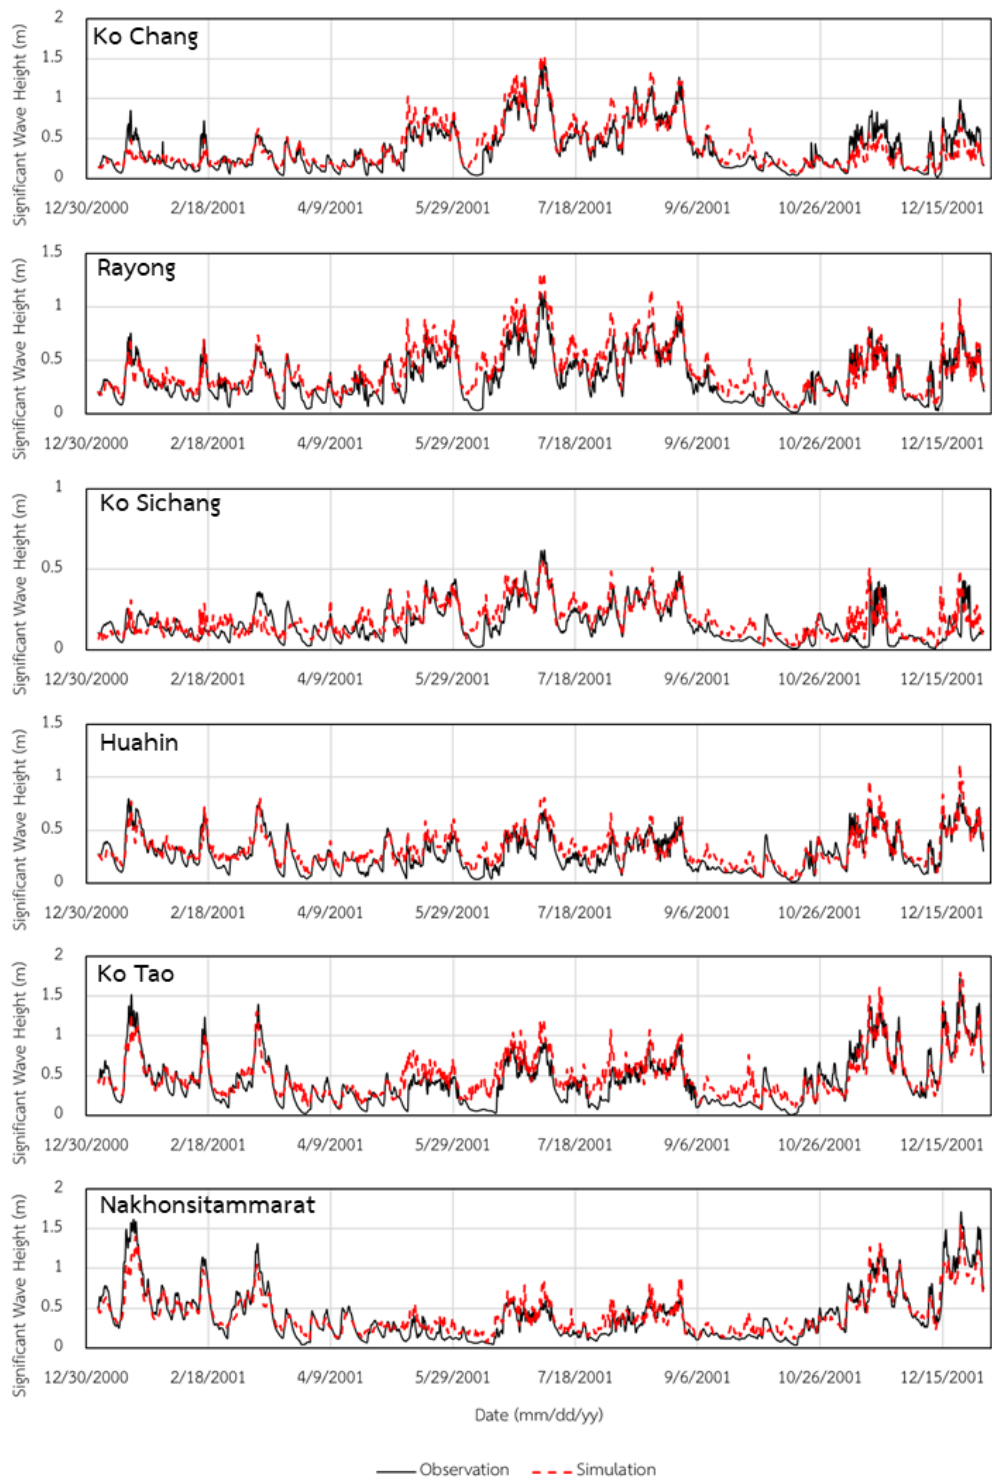 Ko Chang
Significant Wave Height (m)
2
1.5
1
0.5
0
12/30/2000 2/18/2001 4/9/2001 5/29/2001 7/18/2001 9/6/2001 10/26/2001 12/15/2001
Rayong
Significant Wave Height (m)
1.5
1
0.5
0
12/30/2000 2/18/2001 4/9/2001 5/29/2001 7/18/2001 9/6/2001 10/26/2001 12/15/2001
Ko Sichang
Significant Wave Height (m)
1
0.5
0
12/30/2000 2/18/2001 4/9/2001 5/29/2001 7/18/2001 9/6/2001 10/26/2001 12/15/2001
Huahin
Significant Wave Height (m)
1.5
1
0.5
0
12/30/2000 2/18/2001 4/9/2001 5/29/2001 7/18/2001 9/6/2001 10/26/2001 12/15/2001
Ko Tao
Significant Wave Height (m)
2
1.5
1
0.5
0
12/30/2000 2/18/2001 4/9/2001 5/29/2001 7/18/2001 9/6/2001 10/26/2001 12/15/2001
Nakhonsitammarat
Significant Wave Height (m)
2
1.5
1
0.5
0
12/30/2000 2/18/2001 4/9/2001 5/29/2001 7/18/2001 9/6/2001 10/26/2001 12/15/2001
Date (mm/dd/yy)
Observation Simulation